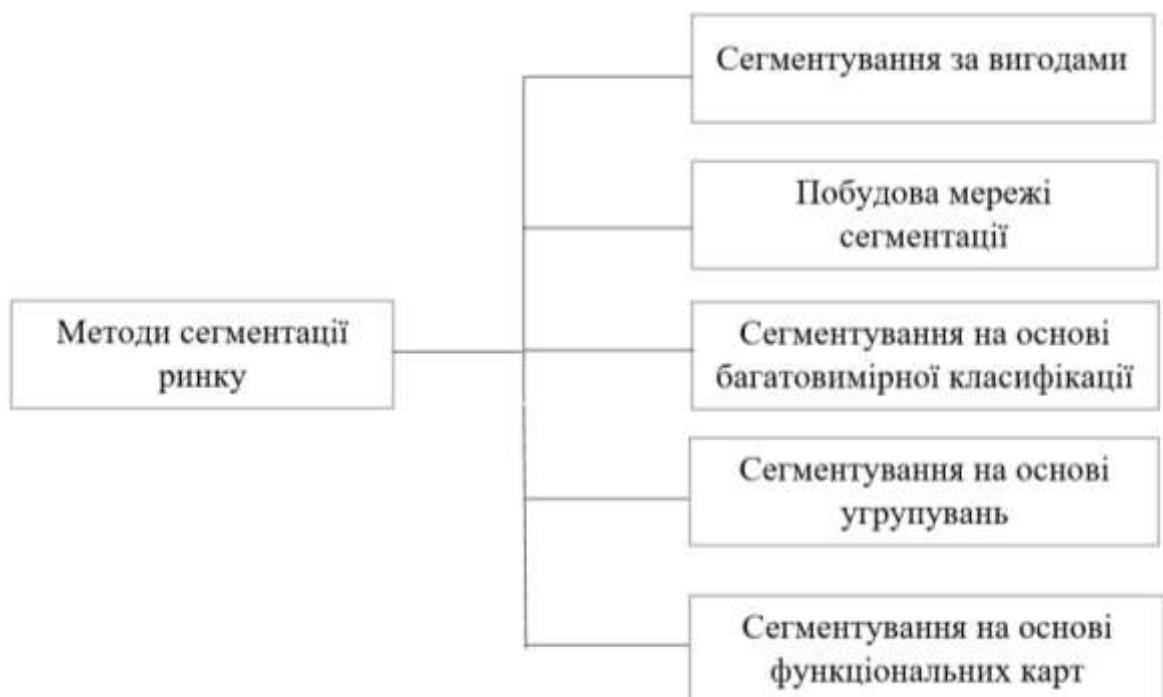 Сегментування за вигодами
Побудова мережі
сегментації
Методи сегментації
ринку
Сегментування на основі
багатовимірної класифікації
Сегментування на основі
угрупувань
Сегментування на основі
функціональних карт